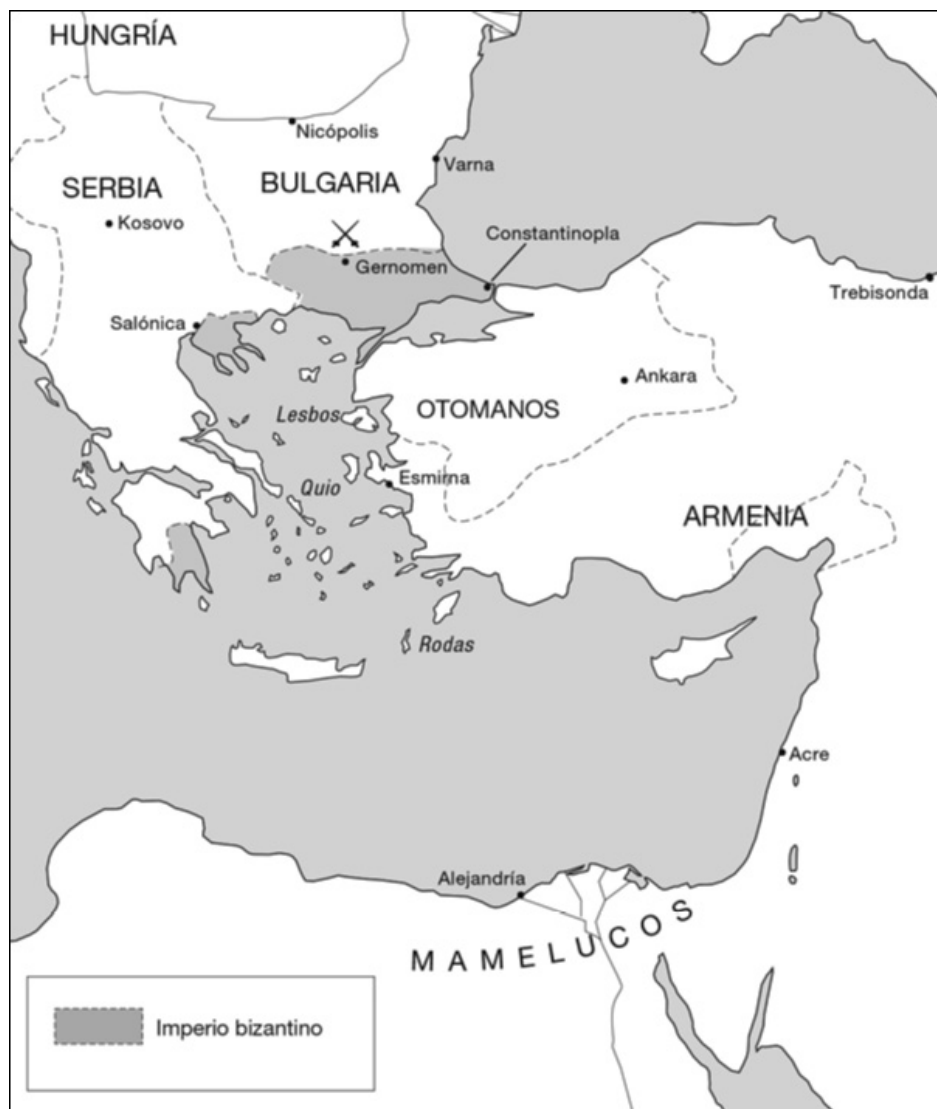 HUNGRÍA
Nicópolis
Varna
SERBIA
BULGARIA
Kosovo
Constantinopla
Gernomen
Trebisonda
Salónica
Ankara
Lesbos
OTOMANOS
Quio
Esmirna
ARMENIA
Rodas
Acre
Alejandría
MAMELUCOS
Imperio bizantino